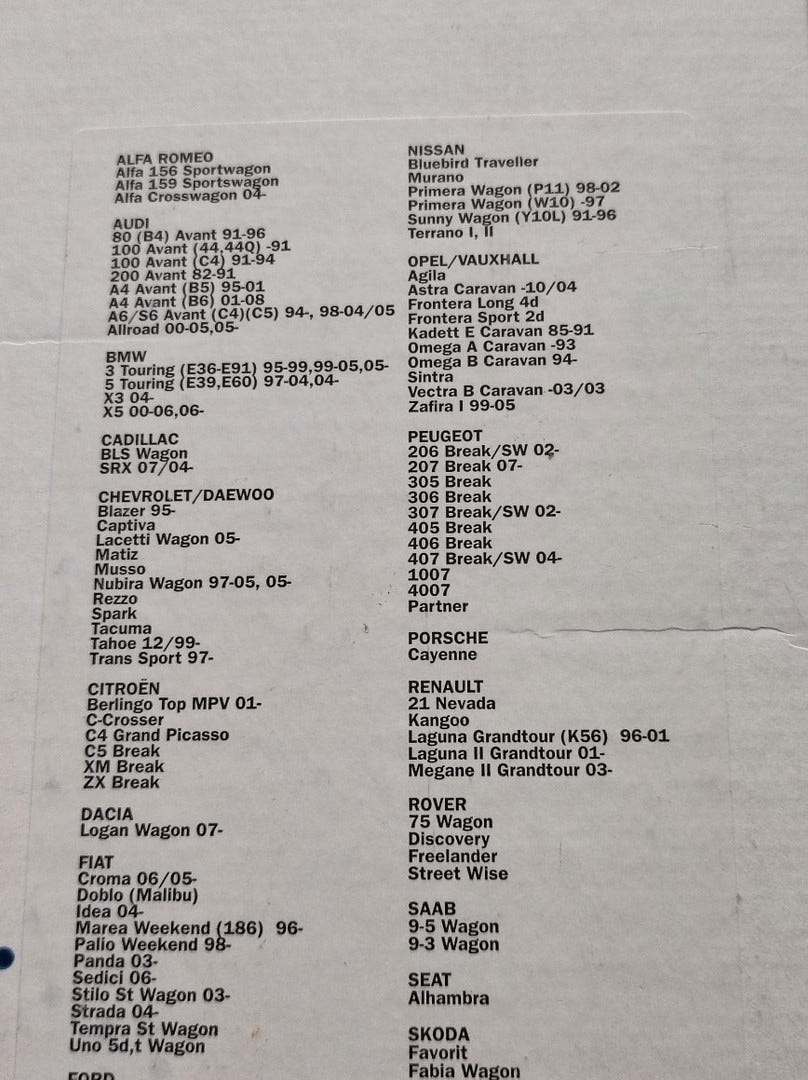 ALFA ROMEO
Alfa 156 Sportwagon
Alfa 159 Sportswagon
Alfa Crosswagon 04-
AUDI
80 (B4) Avant 91-96
100 Avant (44,44Q) -91
100 Avant (C4) 91-94
200 Avant 82-91
A4 Avant (B5) 95-01
A4 Avant (B6) 01-08
A6/S6 Avant (C4)(C5) 94-, 98-04/05
Allroad 00-05,05-
BMW
3 Touring (E36-E91) 95-99,99-05,05-
5 Touring (E39,E60) 97-04,04-
X3 04-
X5 00-06,06-
CADILLAC
BLS Wagon
SRX 07/04-
CHEVROLET/DAEWOO
Blazer 95-
Captiva
Lacetti Wagon 05-
Matiz
Musso
Nubira Wagon 97-05, 05-
Rezzo
Spark
Tacuma
Tahoe 12/99-
Trans Sport 97-
CITROËN
Berlingo Top MPV 01-
C-Crosser
C4 Grand Picasso
C5 Break
XM Break
ZX Break
DACIA
Logan Wagon 07-
FIAT
Croma 06/05-
Doblo (Malibu)
Idea 04-
Marea Weekend (186) 96-
Palio Weekend 98-
Panda 03-
Sedici 06-
Stilo St Wagon 03-
Strada 04-
Tempra St Wagon
Uno 5d,t Wagon
FORD
NISSAN
Bluebird Traveller
Murano
Primera Wagon (P11) 98-02
Primera Wagon (W10) -97
Sunny Wagon (Y10L) 91-96
Terrano I, II
OPEL/VAUXHALL
Agila
Astra Caravan -10/04
Frontera Long 4d
Frontera Sport 2d
Kadett E Caravan 85-91
Omega A Caravan -93
Omega B Caravan 94-
Sintra
Vectra B Caravan -03/03
Zafira I 99-05
PEUGEOT
206 Break/SW 02-
207 Break 07-
305 Break
306 Break
307 Break/SW 02-
405 Break
406 Break
407 Break/SW 04-
1007
4007
Partner
PORSCHE
Cayenne
RENAULT
21 Nevada
Kangoo
Laguna Grandtour (K56) 96-01
Laguna II Grandtour 01-
Megane II Grandtour 03-
ROVER
75 Wagon
Discovery
Freelander
Street Wise
SAAB
9-5 Wagon
9-3 Wagon
SEAT
Alhambra
SKODA
Favorit
Fabia Wagon